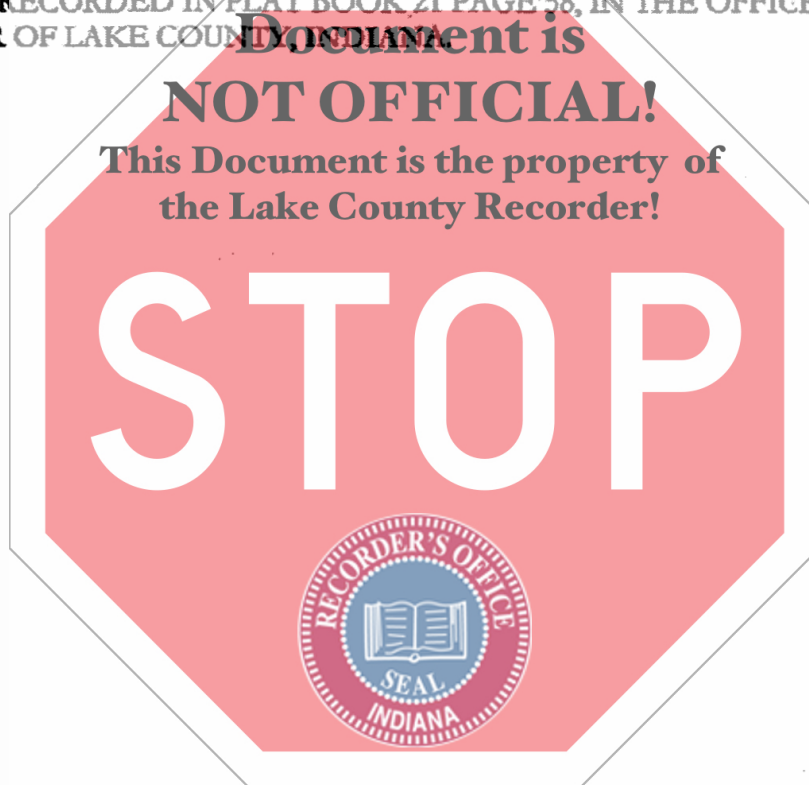 RECORDED IN PLAT BOOK 21 PAGE 58, IN THE OFFICE
R OF LAKE COUNTY, INDIANA.
Document is
NOT OFFICIAL!
This Document is the property of
the Lake County Recorder!
STOP
RECORDER'S OFFICE
SEAL
INDIANA